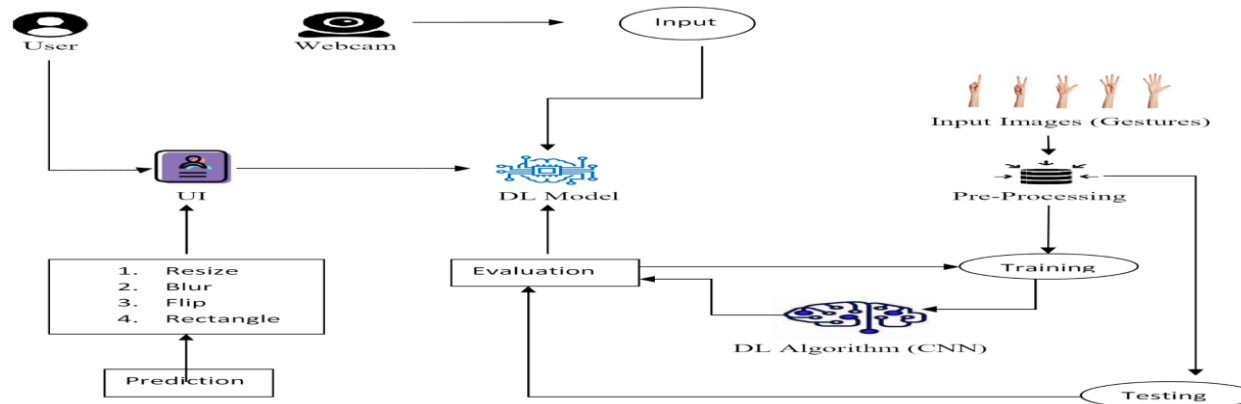 Input
User
Webcam
Input Images (Gestures)
UI
DL Model
Pre-Processing
1. Resize
2. Blur
3. Flip
4. Rectangle
Evaluation
Training
DL Algorithm (CNN)
Prediction
Testing